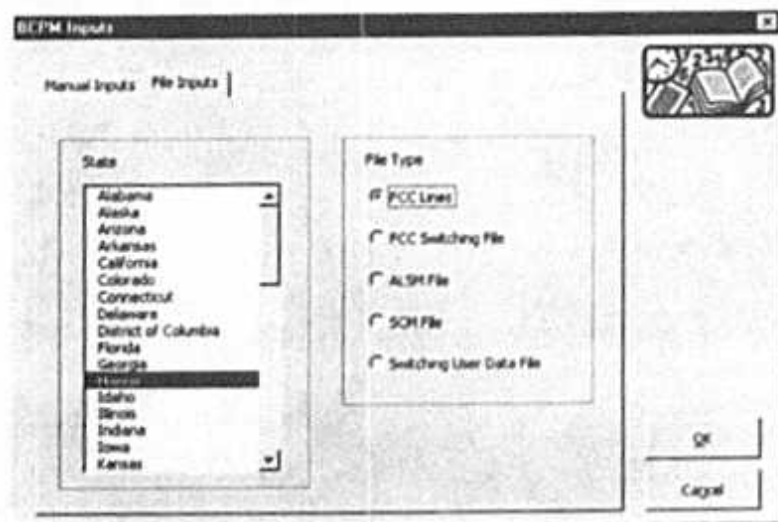 BCPM Inputs
Manual Inputs
File Inputs
State
Alabama
Alaska
Arizona
Arkansas
California
Colorado
Connecticut
Delaware
District of Columbia
Florida
Georgia
Idaho
Illinois
Indiana
Iowa
Kansas
File Type
FCC Lines
FCC Switching File
ALSM File
SCM File
Switching User Data File
OK
Cancel